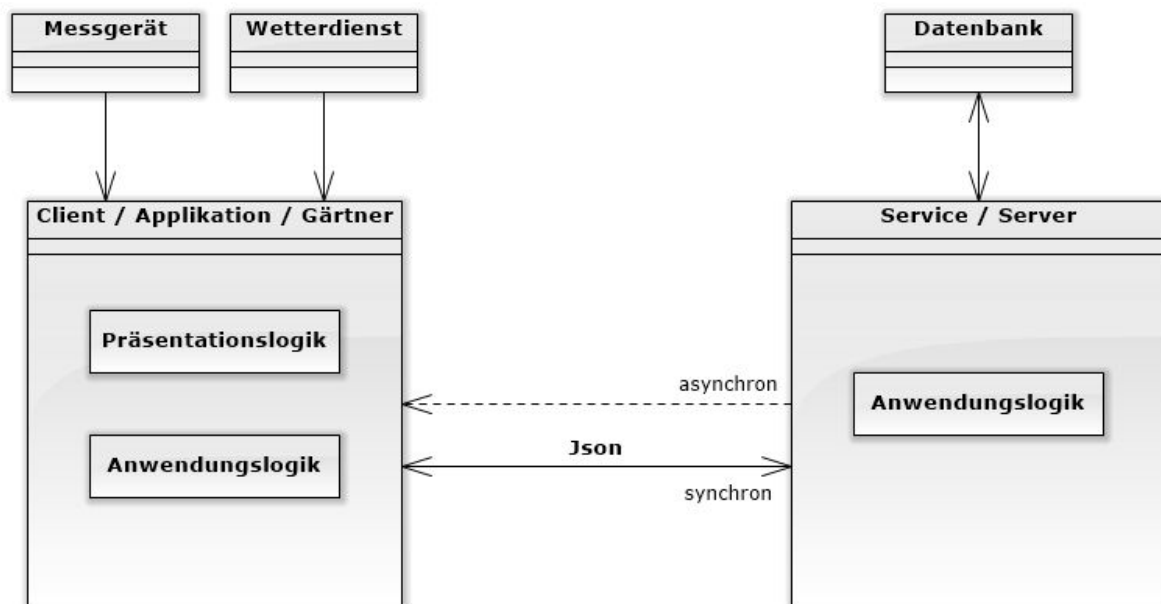 Messgerät
Wetterdienst
Datenbank
Client / Applikation / Gärtner
Service / Server
Präsentationslogik
asynchron
Anwendungslogik
Json
Anwendungslogik
synchron